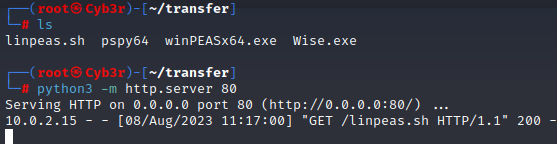 ┌──(root㉿Cyb3r)-[~/transfer]
└─# ls
linpeas.sh  pspy64  winPEASx64.exe  Wise.exe
┌──(root㉿Cyb3r)-[~/transfer]
└─# python3 -m http.server 80
Serving HTTP on 0.0.0.0 port 80 (http://0.0.0.0:80/) ...
10.0.2.15 - - [08/Aug/2023 11:17:00] "GET /linpeas.sh HTTP/1.1" 200 -